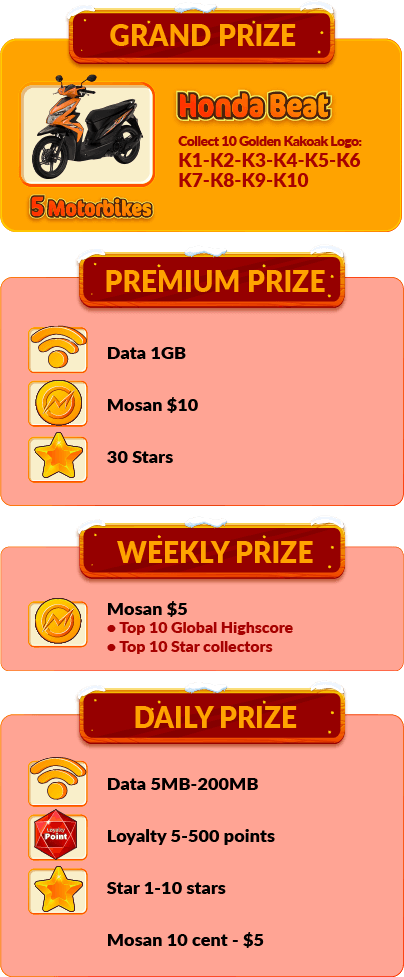 GRAND PRIZE
Honda Beat
Collect 10 Golden Kakoak Logo:
K1-K2-K3-K4-K5-K6
K7-K8-K9-K10
5 Motorbikes
PREMIUM PRIZE
Data 1GB
Mosan $10
30 Stars
WEEKLY PRIZE
Mosan $5
● Top 10 Global Highscore
● Top 10 Star collectors
DAILY PRIZE
Data 5MB-200MB
Loyalty
Point
Loyalty 5-500 points
Star 1-10 stars
Mosan 10 cent - $5